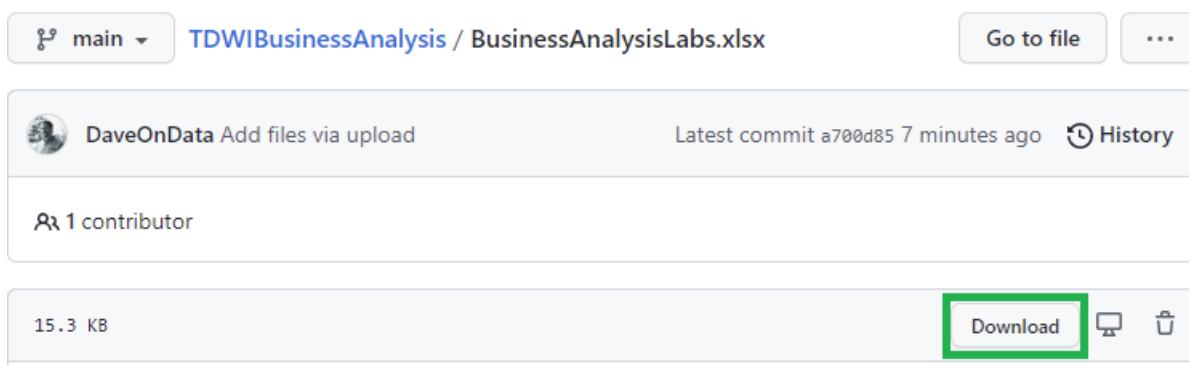 main
TDWIBusinessAnalysis / BusinessAnalysisLabs.xlsx
Go to file
...
DaveOnData Add files via upload
Latest commit a700d85 7 minutes ago
History
1 contributor
15.3 KB
Download